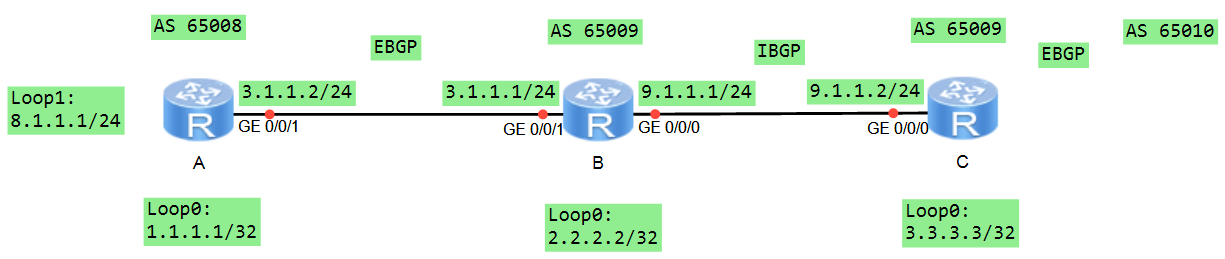 AS 65008
EBGP
AS 65009
IBGP
AS 65009
EBGP
AS 65010
Loop1:
8.1.1.1/24
3.1.1.2/24
3.1.1.1/24
9.1.1.1/24
9.1.1.2/24
R
R
R
GE 0/0/1
GE 0/0/1
GE 0/0/0
GE 0/0/0
A
B
C
Loop0:
1.1.1.1/32
Loop0:
2.2.2.2/32
Loop0:
3.3.3.3/32